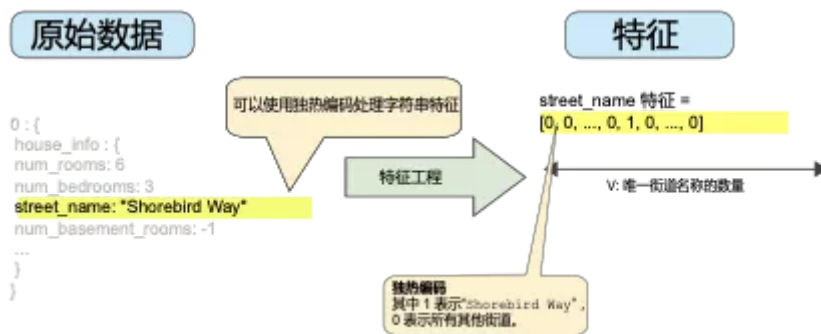 原始数据
特征
可以使用独热编码处理字符串特征
street_name 特征 =
[0, 0, ..., 0, 1, 0, ..., 0]
0 : {
house_info : {
num_rooms: 6
num_bedrooms: 3
street_name: "Shorebird Way"
num_basement_rooms: -1
...
}
}
特征工程
V: 唯一街道名称的数量
独热编码
其中 1 表示"Shorebird Way",
0 表示所有其他街道。